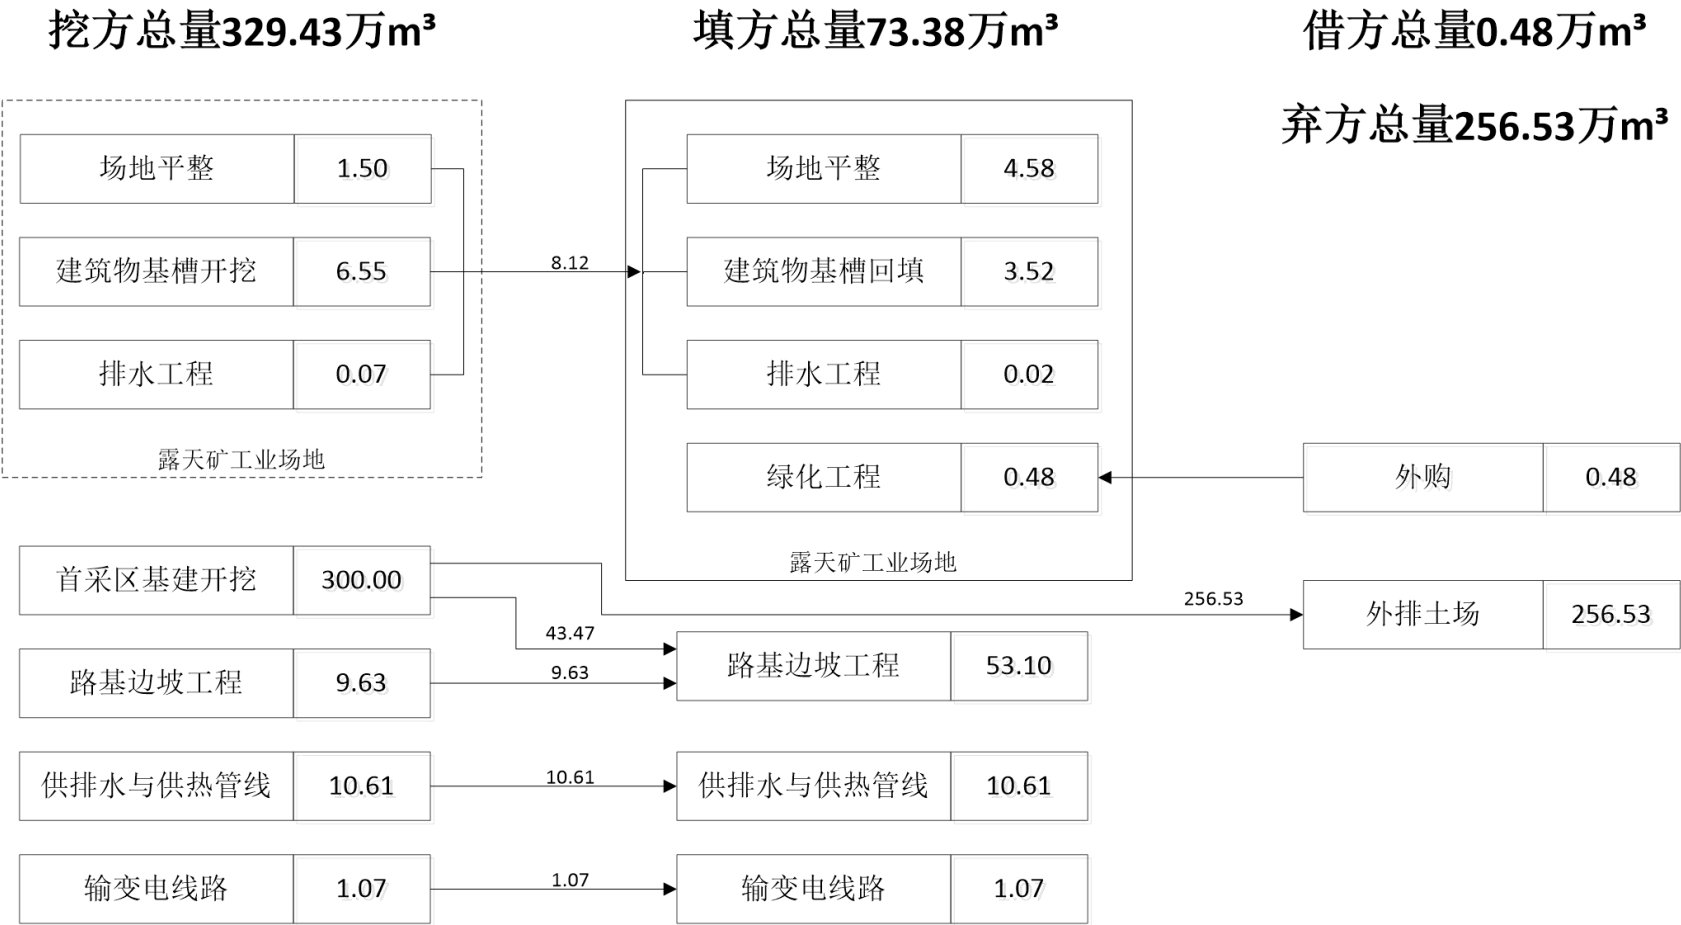 挖方总量329.43万m³
填方总量73.38万m³
借方总量0.48万m³
弃方总量256.53万m³
场地平整 1.50
建筑物基槽开挖 6.55
排水工程 0.07
露天矿工业场地
8.12
场地平整 4.58
建筑物基槽回填 3.52
排水工程 0.02
绿化工程 0.48
露天矿工业场地
外购 0.48
首采区基建开挖 300.00
256.53
外排土场 256.53
43.47
路基边坡工程 9.63
9.63
路基边坡工程 53.10
供排水与供热管线 10.61
10.61
供排水与供热管线 10.61
输变电线路 1.07
1.07
输变电线路 1.07